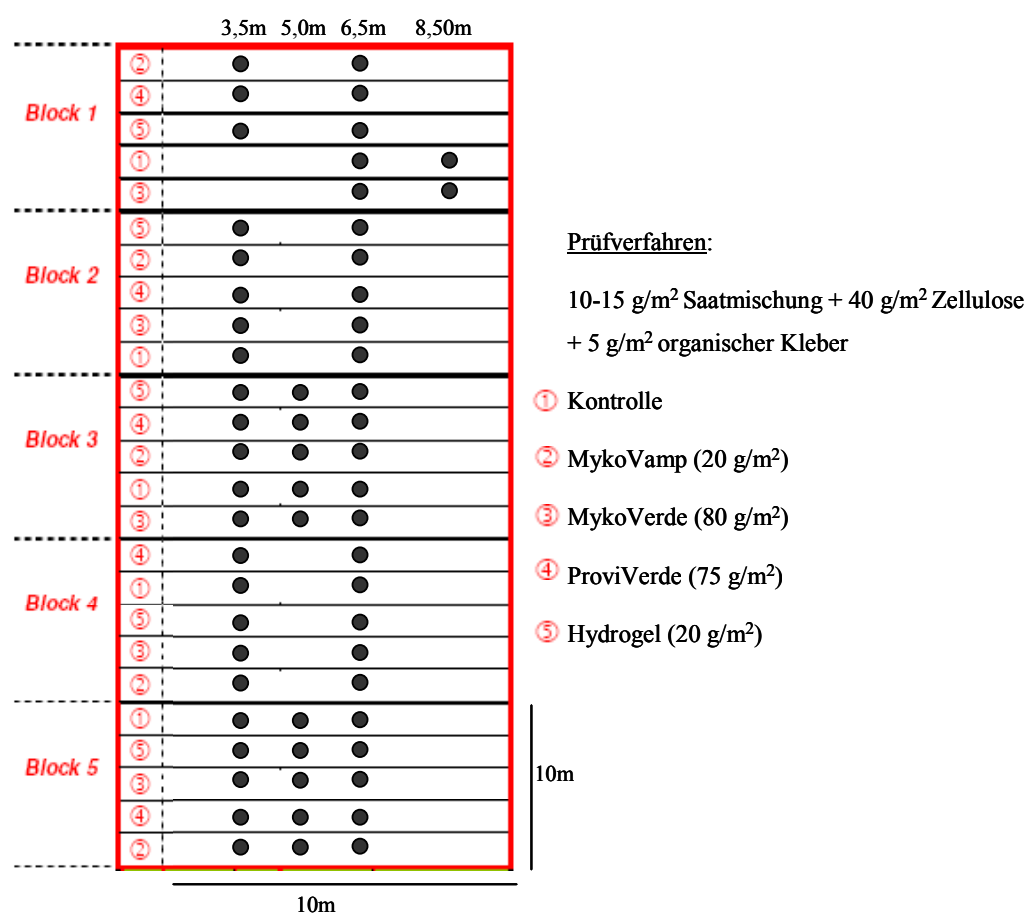 3,5m 5,0m 6,5m 8,50m
Block 1
②
④
⑤
①
③
Block 2
⑤
②
④
③
①
Block 3
⑤
④
②
①
③
Block 4
④
①
⑤
③
②
Block 5
①
⑤
③
④
②
10m
10m
Prüfverfahren:
10-15 g/m² Saatmischung + 40 g/m² Zellulose
+ 5 g/m² organischer Kleber
① Kontrolle
② MykoVamp (20 g/m²)
③ MykoVerde (80 g/m²)
④ ProviVerde (75 g/m²)
⑤ Hydrogel (20 g/m²)